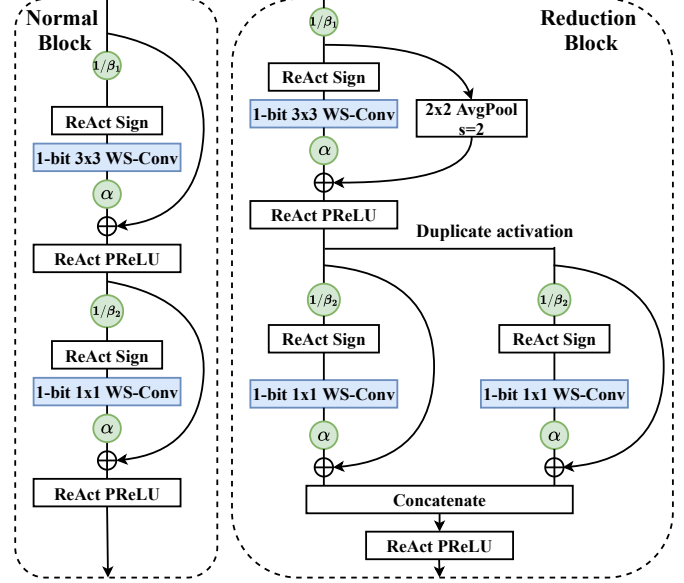 Normal
Block
1/β₁
ReAct Sign
1-bit 3x3 WS-Conv
α
ReAct PReLU
1/β₂
ReAct Sign
1-bit 1x1 WS-Conv
α
ReAct PReLU
Reduction
Block
1/β₁
ReAct Sign
1-bit 3x3 WS-Conv
2x2 AvgPool
s=2
α
ReAct PReLU
Duplicate activation
1/β₂
1/β₂
ReAct Sign
ReAct Sign
1-bit 1x1 WS-Conv
1-bit 1x1 WS-Conv
α
α
Concatenate
ReAct PReLU